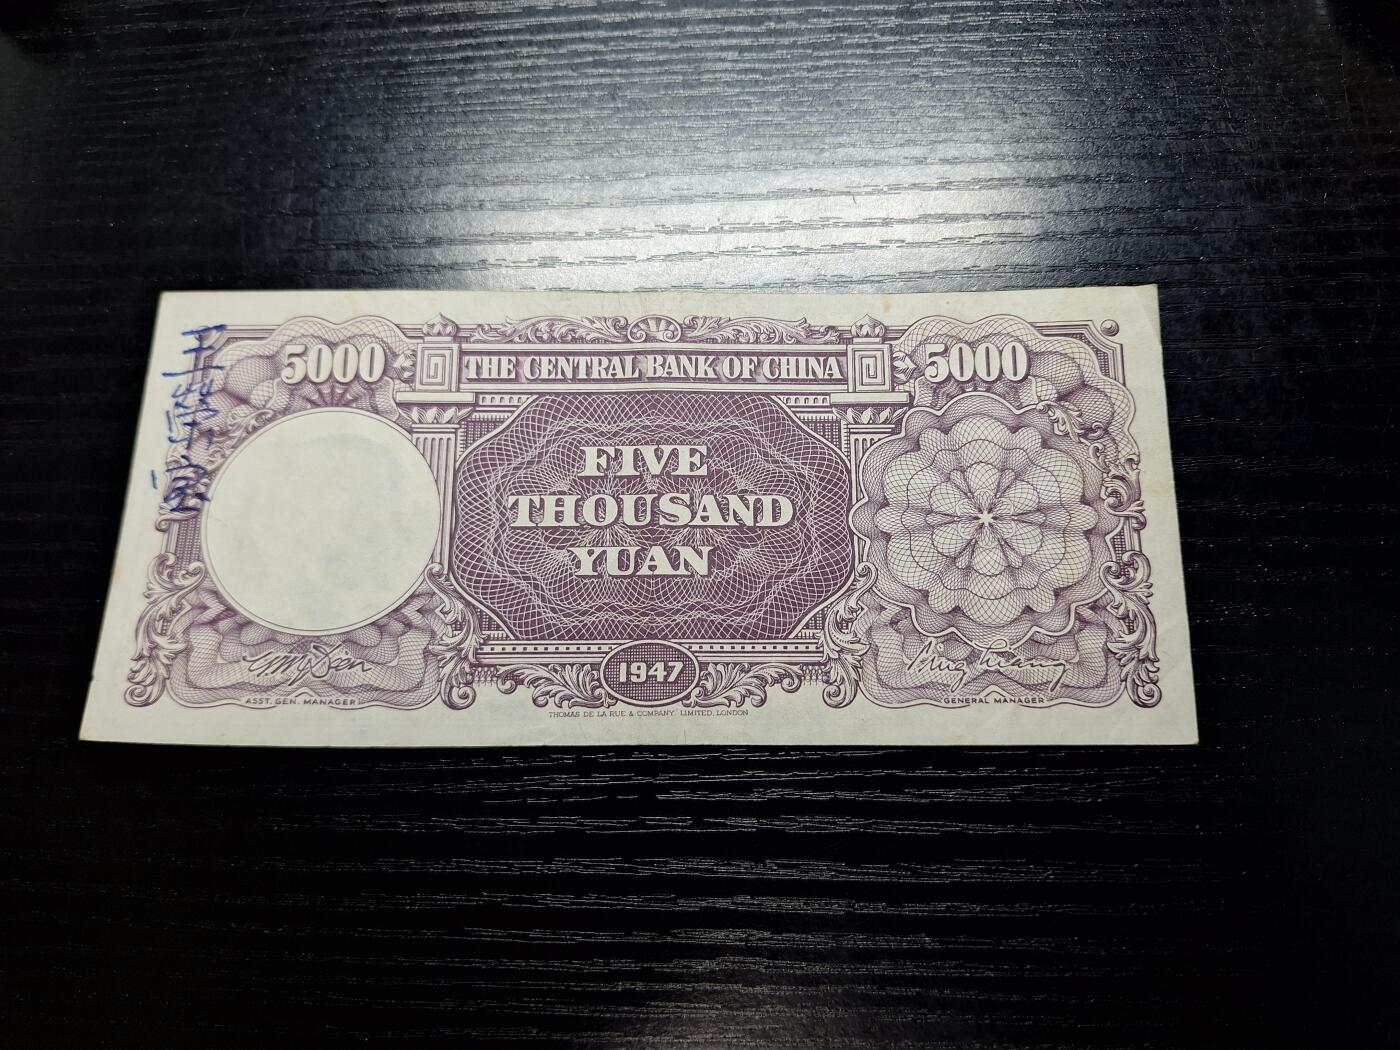 5000 THE CENTRAL BANK OF CHINA 5000
FIVE
THOUSAND
YUAN
1947
ASST. GEN. MANAGER
GENERAL MANAGER
THOMAS DE LA RUE & COMPANY, LIMITED, LONDON